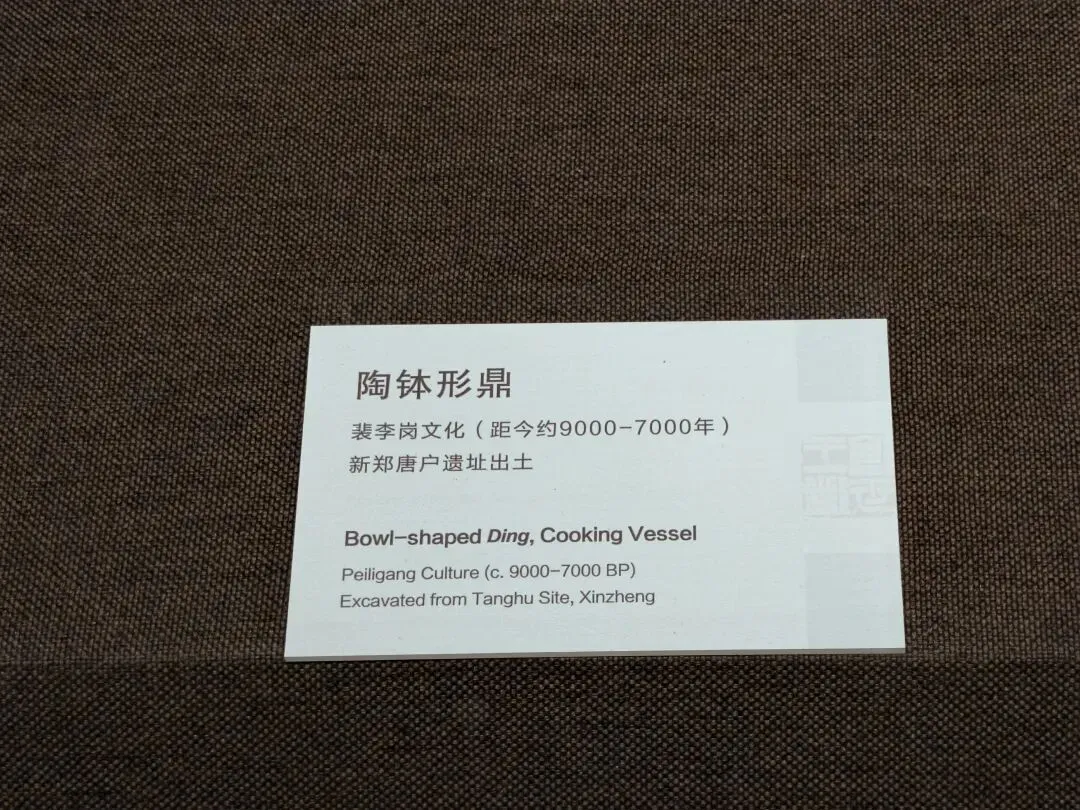 陶钵形鼎
裴李岗文化（距今约9000-7000年）
新郑唐户遗址出土
Bowl-shaped Ding, Cooking Vessel
Peiligang Culture (c. 9000-7000 BP)
Excavated from Tanghu Site, Xinzheng